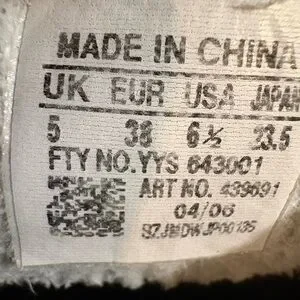 MADE IN CHINA
UK EUR USA JAPAN
5 38 6½ 23.5
FTY NO.YYS 643001
ART NO. 439691
04/06